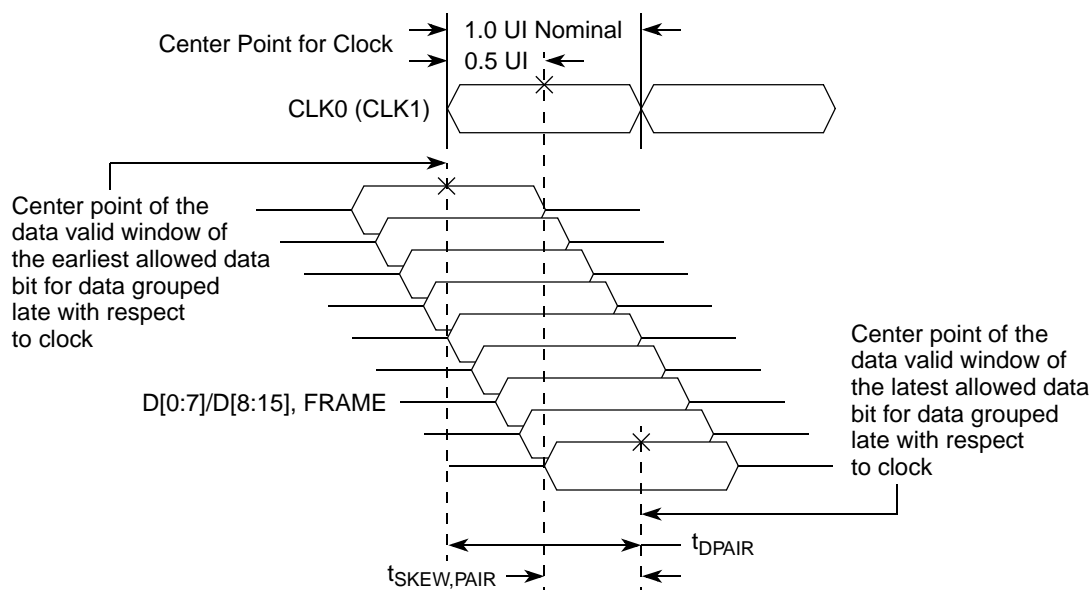 1.0 UI Nominal
Center Point for Clock
0.5 UI
CLK0 (CLK1)
Center point of the
data valid window of
the earliest allowed data
bit for data grouped
late with respect
to clock
Center point of the
data valid window of
the latest allowed data
bit for data grouped
late with respect
to clock
D[0:7]/D[8:15], FRAME
tDPAIR
tSKEW,PAIR